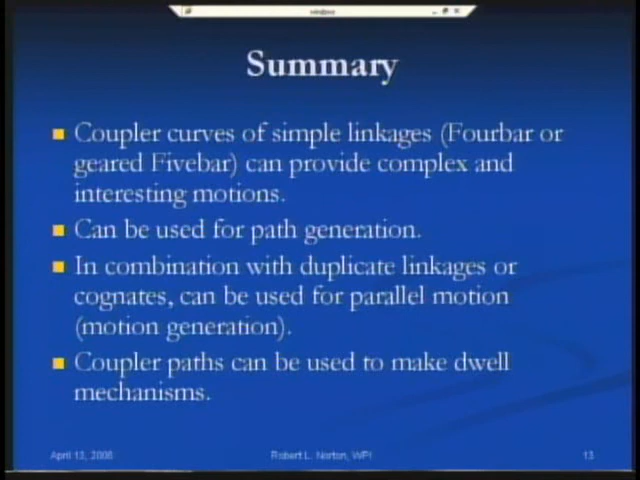 Summary
Coupler curves of simple linkages (Fourbar or
geared Fivebar) can provide complex and
interesting motions.
Can be used for path generation.
In combination with duplicate linkages or
cognates, can be used for parallel motion
(motion generation).
Coupler paths can be used to make dwell
mechanisms.
April 13, 2006
Robert L. Norton, WPI
13